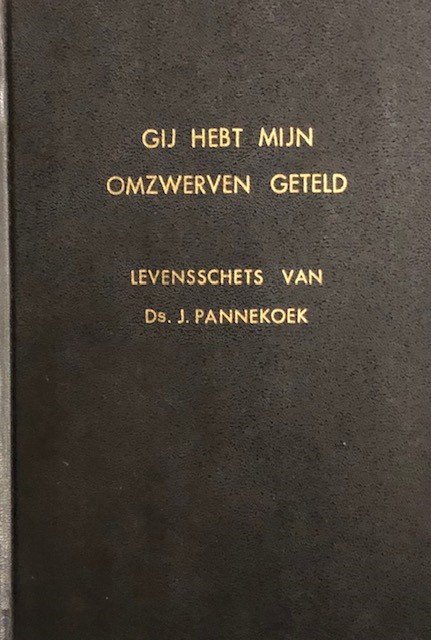 GIJ HEBT MIJN
OMZWERVEN GETELD
LEVENSSCHETS VAN
Ds. J. PANNEKOEK